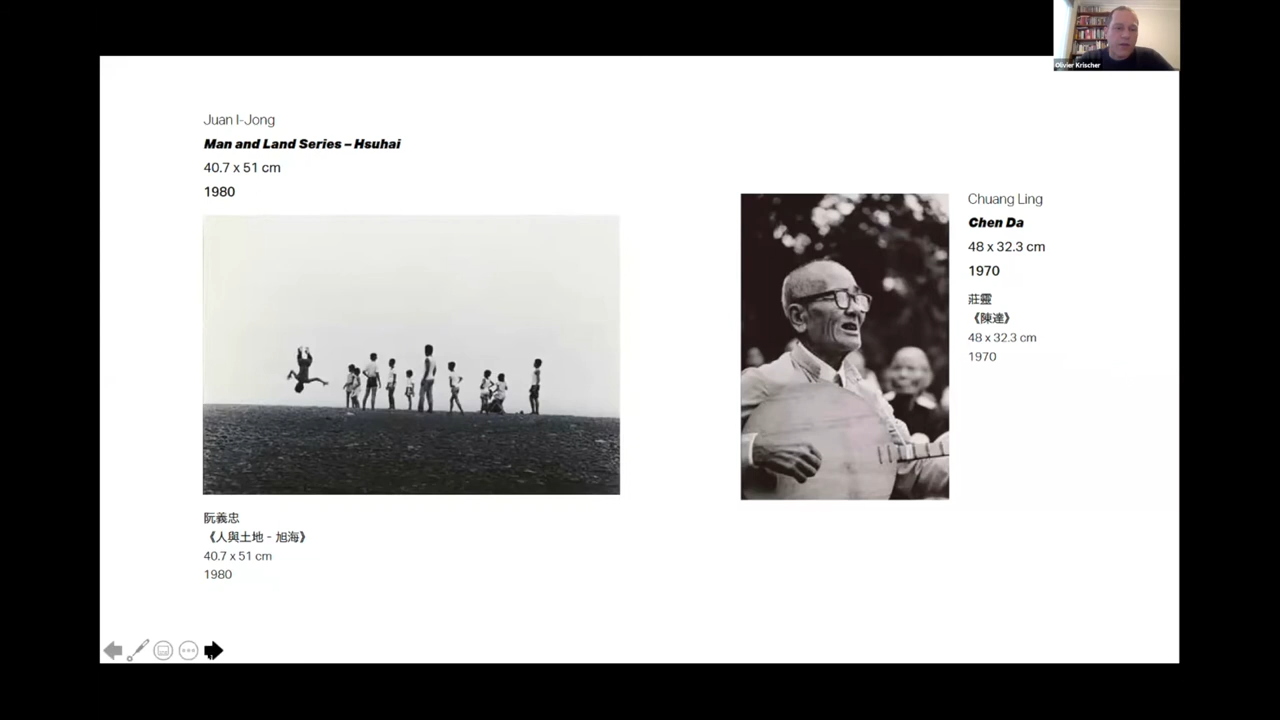 Olivier Krischer
Juan I-Jong
Man and Land Series – Hsuhai
40.7 x 51 cm
1980
阮義忠
《人與土地 - 旭海》
40.7 x 51 cm
1980
Chuang Ling
Chen Da
48 x 32.3 cm
1970
莊靈
《陳達》
48 x 32.3 cm
1970